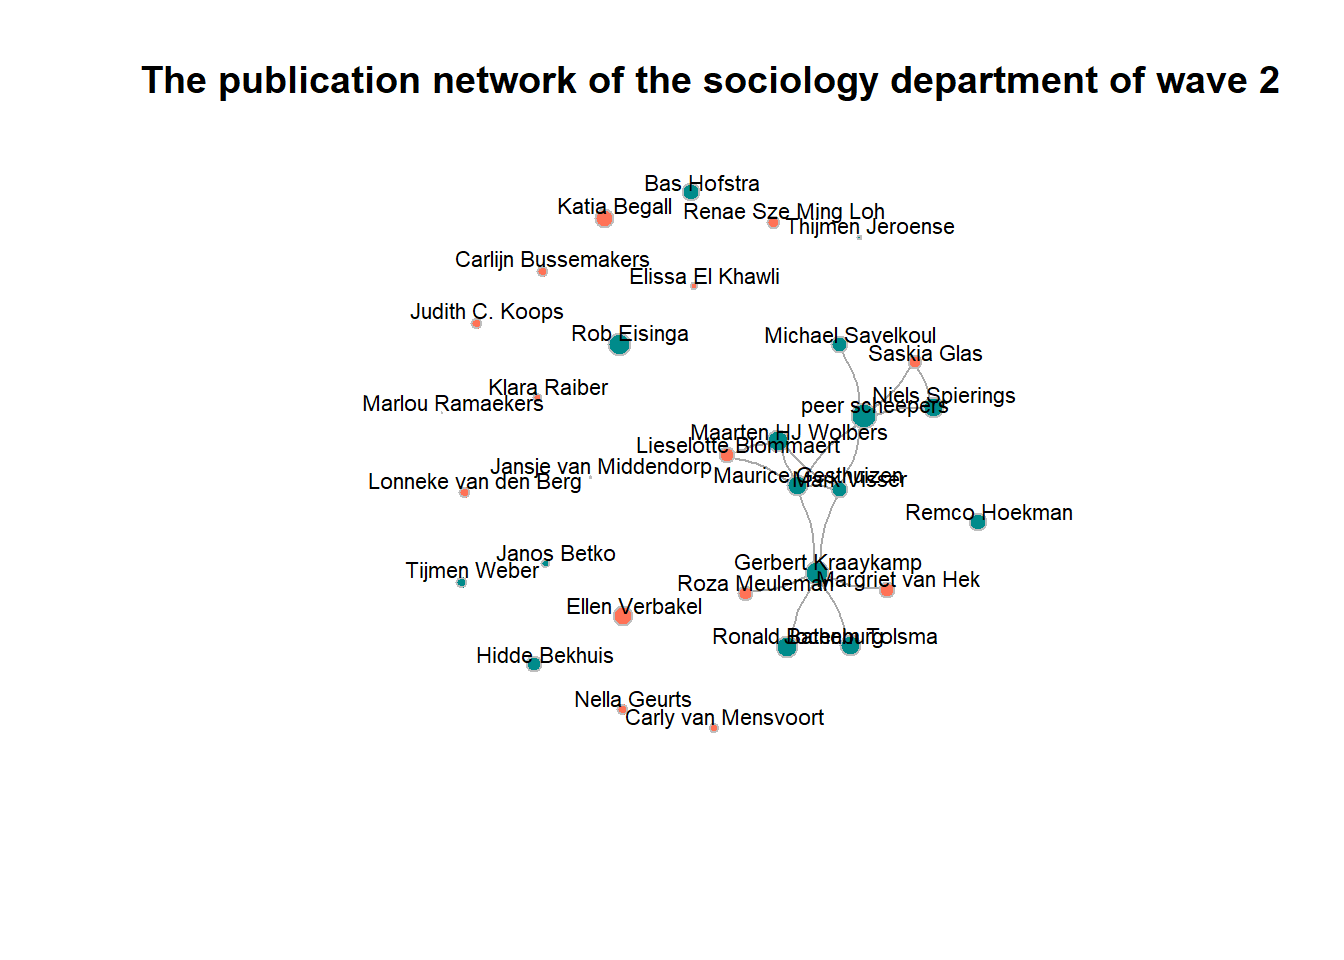 The publication network of the sociology department of wave 2
Bas Hofstra
Katia Begall
Renae Sze Ming Loh
Thijmen Jeroense
Carlijn Bussemakers
Elissa El Khawli
Judith C. Koops
Rob Eisinga
Michael Savelkoul
Saskia Glas
Klara Raiber
Niels Spierings
Marlou Ramaekers
peer scheepers
Maarten HJ Wolbers
Lieselotte Blommaert
Jansje van Middendorp
Maurice Gesthuizen
Mark Visser
Lonneke van den Berg
Remco Hoekman
Janos Betko
Gerbert Kraaykamp
Tijmen Weber
Roza Meuleman
Margriet van Hek
Ellen Verbakel
Ronald Batenburg
Jochem Tolsma
Hidde Bekhuis
Nella Geurts
Carly van Mensvoort